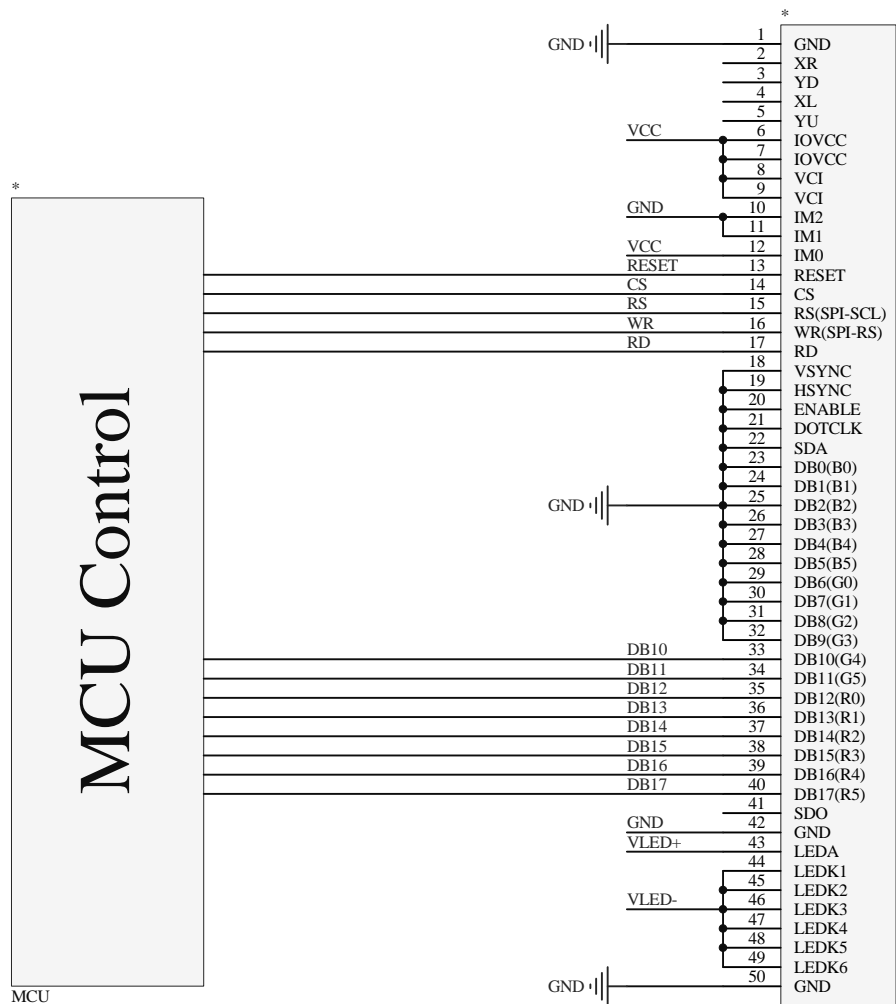 *
1 GND
GND
2 XR
3 YD
4 XL
5 YU
VCC 6 IOVCC
7 IOVCC
8 VCI
*
9 VCI
GND 10 IM2
11 IM1
VCC 12 IM0
RESET 13 RESET
CS 14 CS
RS 15 RS(SPI-SCL)
WR 16 WR(SPI-RS)
RD 17 RD
18 VSYNC
19 HSYNC
20 ENABLE
21 DOTCLK
22 SDA
23 DB0(B0)
24 DB1(B1)
GND 25 DB2(B2)
26 DB3(B3)
27 DB4(B4)
28 DB5(B5)
29 DB6(G0)
30 DB7(G1)
31 DB8(G2)
32 DB9(G3)
DB10 33 DB10(G4)
DB11 34 DB11(G5)
DB12 35 DB12(R0)
DB13 36 DB13(R1)
DB14 37 DB14(R2)
DB15 38 DB15(R3)
DB16 39 DB16(R4)
DB17 40 DB17(R5)
41 SDO
GND 42 GND
VLED+ 43 LEDA
44 LEDK1
45 LEDK2
VLED- 46 LEDK3
47 LEDK4
48 LEDK5
49 LEDK6
GND 50 GND
MCU Control
MCU